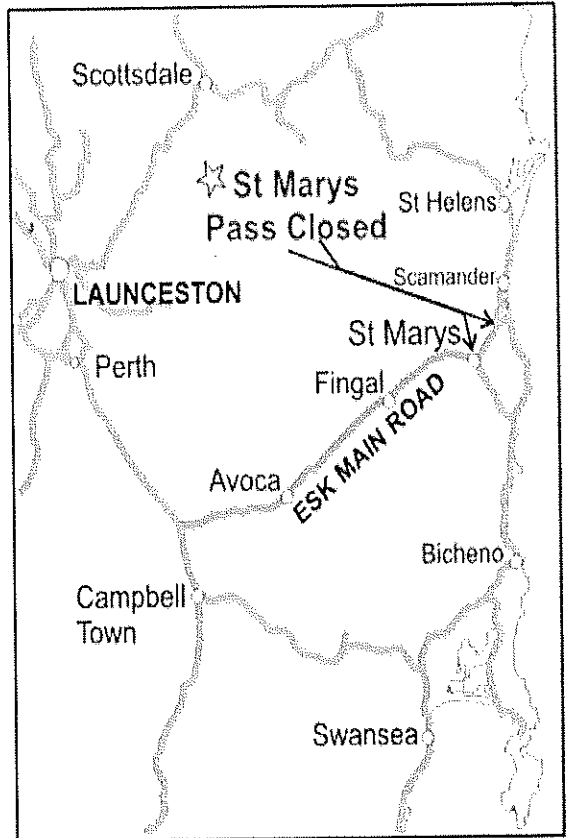 Scottsdale
St Marys
Pass Closed
St Helens
LAUNCESTON
Scamander
St Marys
Perth
Fingal
ESK MAIN ROAD
Avoca
Bicheno
Campbell
Town
Swansea